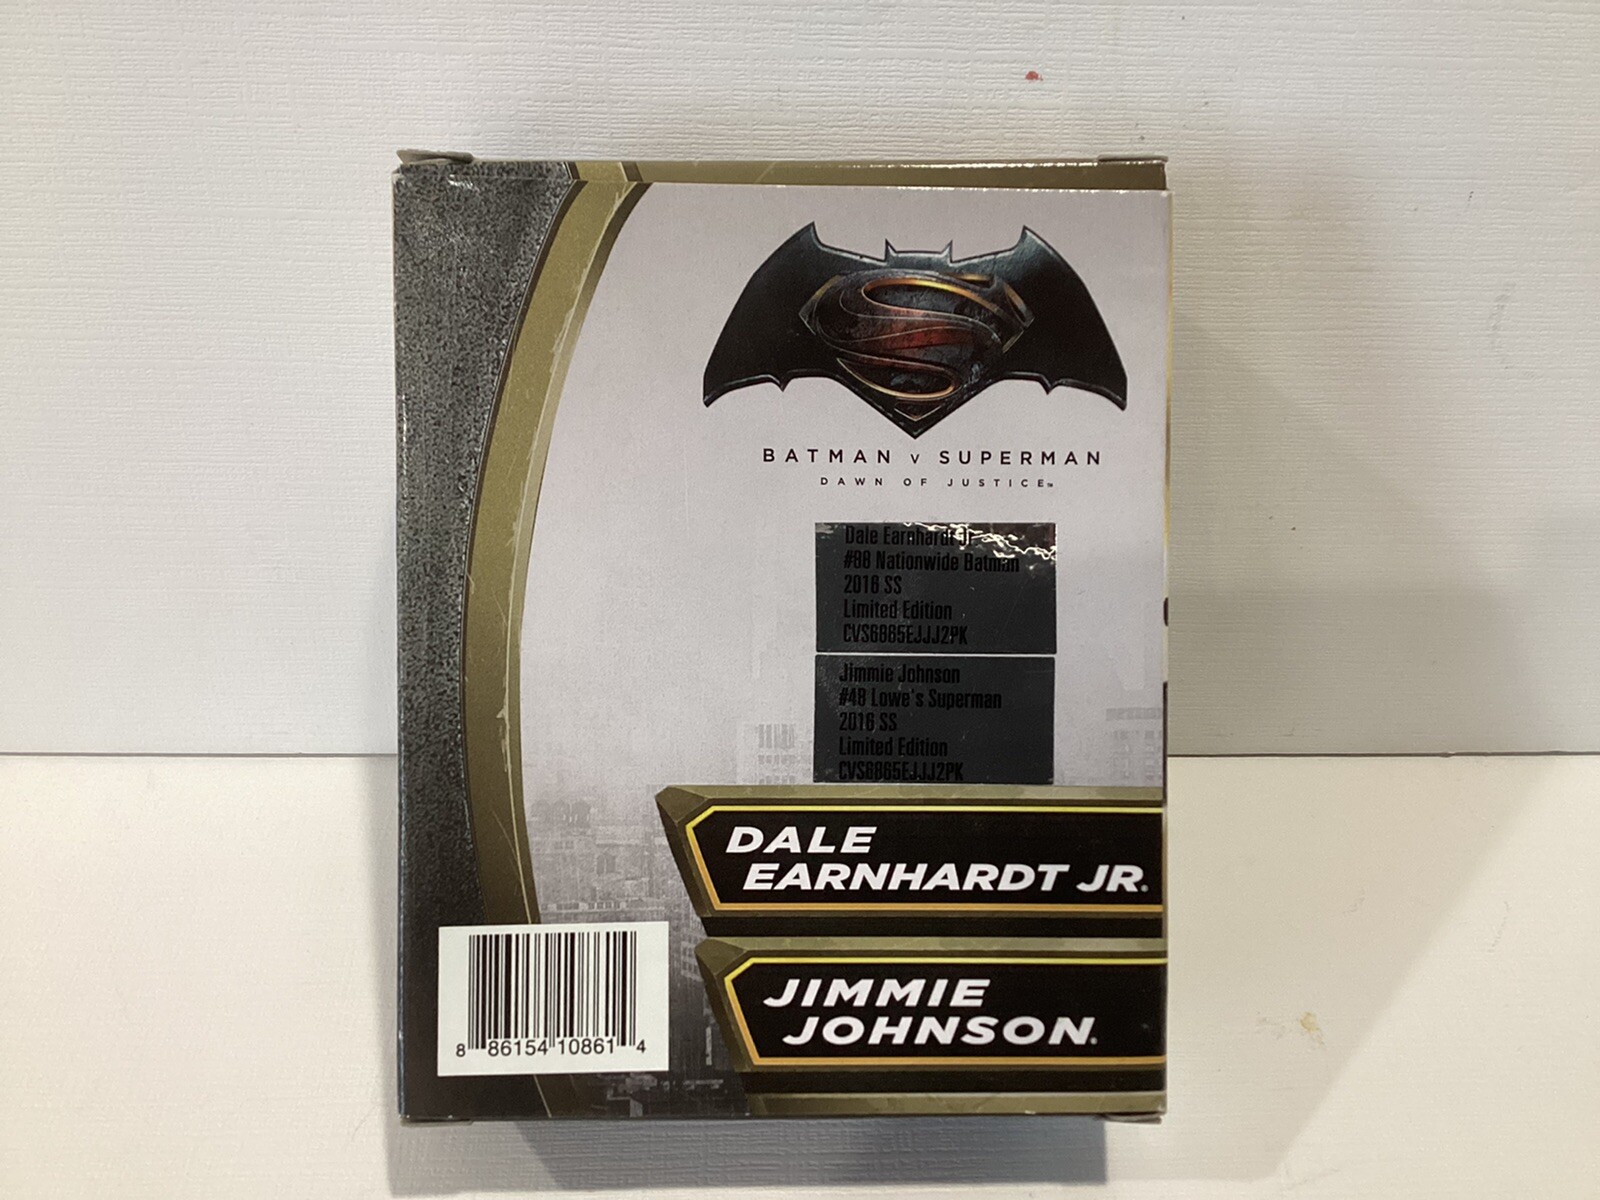 BATMAN v SUPERMAN
DAWN OF JUSTICE™
Dale Earnhardt Jr.
#88 Nationwide Batman
2016 SS
Limited Edition
CVS6865EJJJ2PK
Jimmie Johnson
#48 Lowe's Superman
2016 SS
Limited Edition
CVS6865EJJJ2PK
DALE
EARNHARDT JR.
JIMMIE
JOHNSON®
8 86154 10861 4